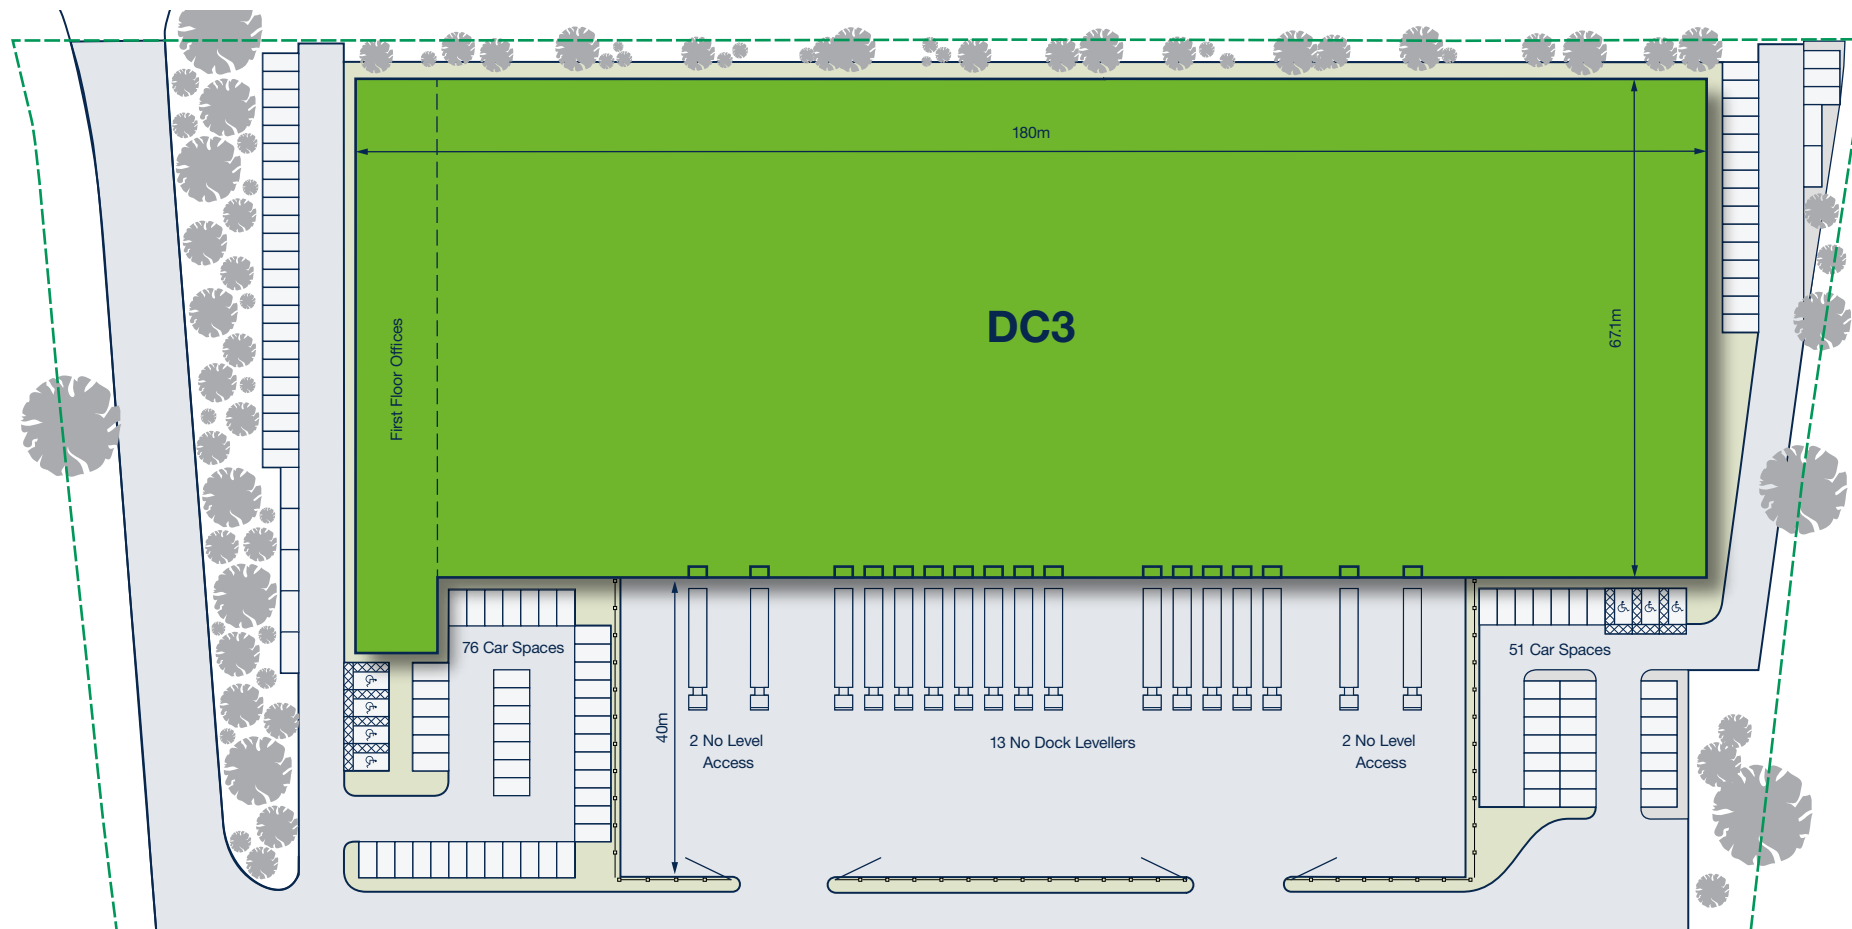 180m
67.1m
DC3
First Floor Offices
76 Car Spaces
51 Car Spaces
40m
2 No Level
Access
13 No Dock Levellers
2 No Level
Access